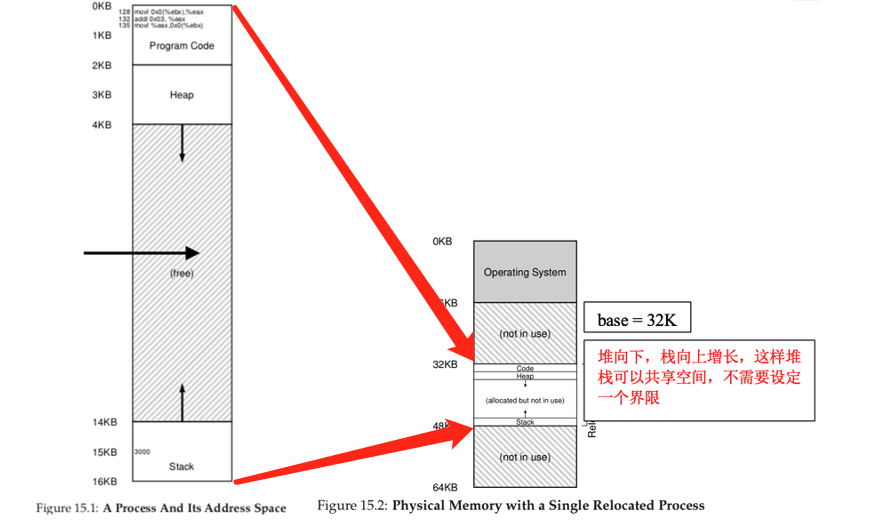 0KB
128 movl 0x0(%ebx),%eax
132 addl 0x03, %eax
135 movl %eax,0x0(%ebx)
1KB
Program Code
2KB
3KB
Heap
4KB
(free)
14KB
15KB
3000
Stack
16KB
Figure 15.1: A Process And Its Address Space
0KB
Operating System
6KB
(not in use)
base = 32K
32KB
Code
Heap
(allocated but not in use)
Stack
堆向下，栈向上增长，这样堆
栈可以共享空间，不需要设定
一个界限
48KB
Relo
(not in use)
64KB
Figure 15.2: Physical Memory with a Single Relocated Process